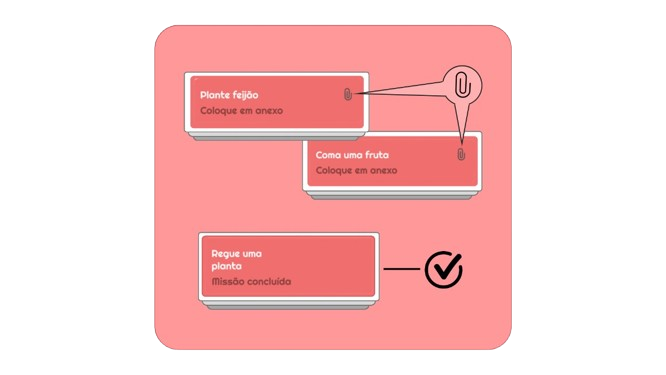 Plante feijão
Coloque em anexo
Coma uma fruta
Coloque em anexo
Regue uma
planta
Missão concluída